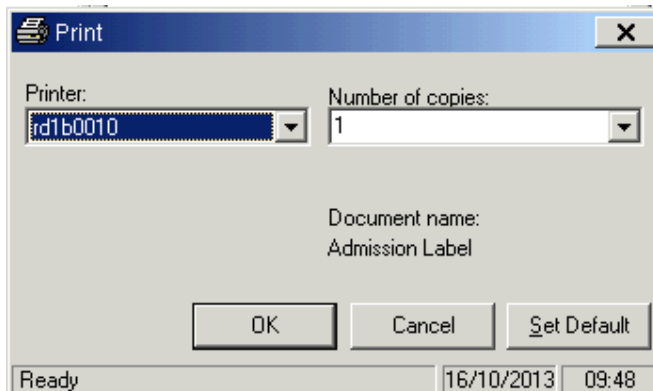 Print
Printer:
Number of copies:
rd1b0010
1
Document name:
Admission Label
OK
Cancel
Set Default
Ready
16/10/2013
09:48